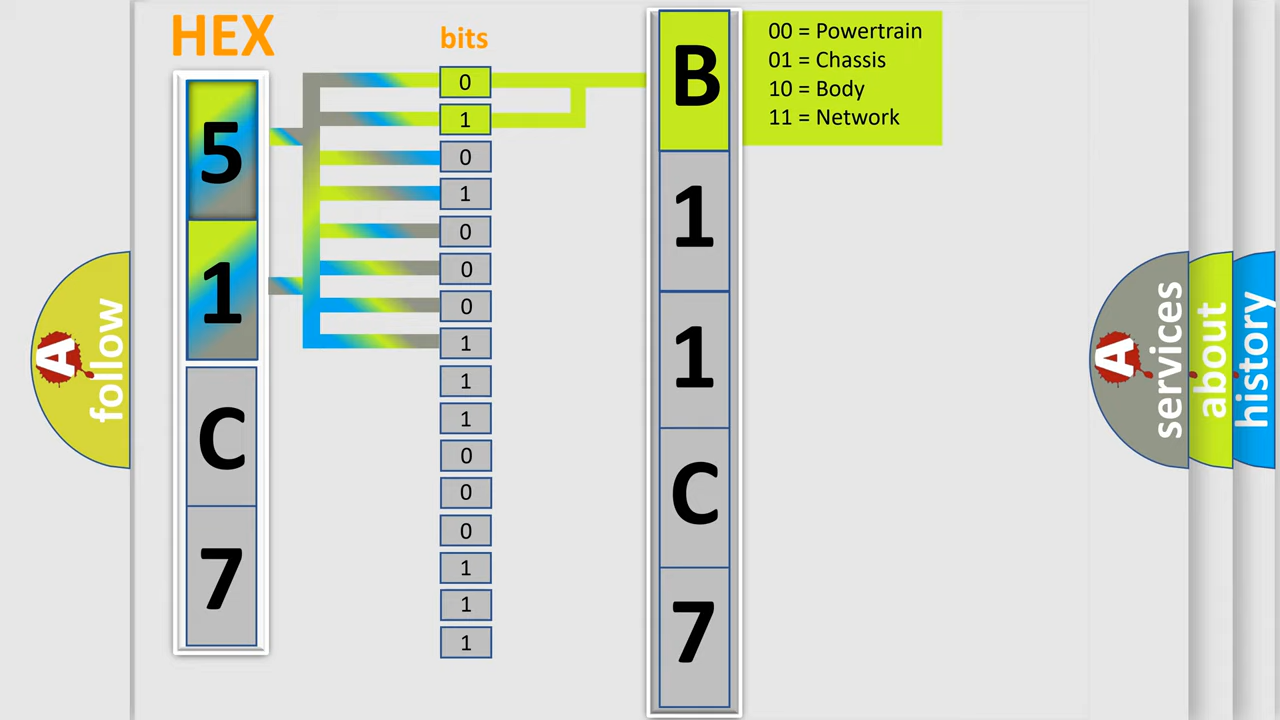 HEX
bits
5
1
C
7
0
1
0
1
0
0
0
1
1
1
0
0
0
1
1
1
B
1
1
C
7
00 = Powertrain
01 = Chassis
10 = Body
11 = Network
A follow
A services
about
history